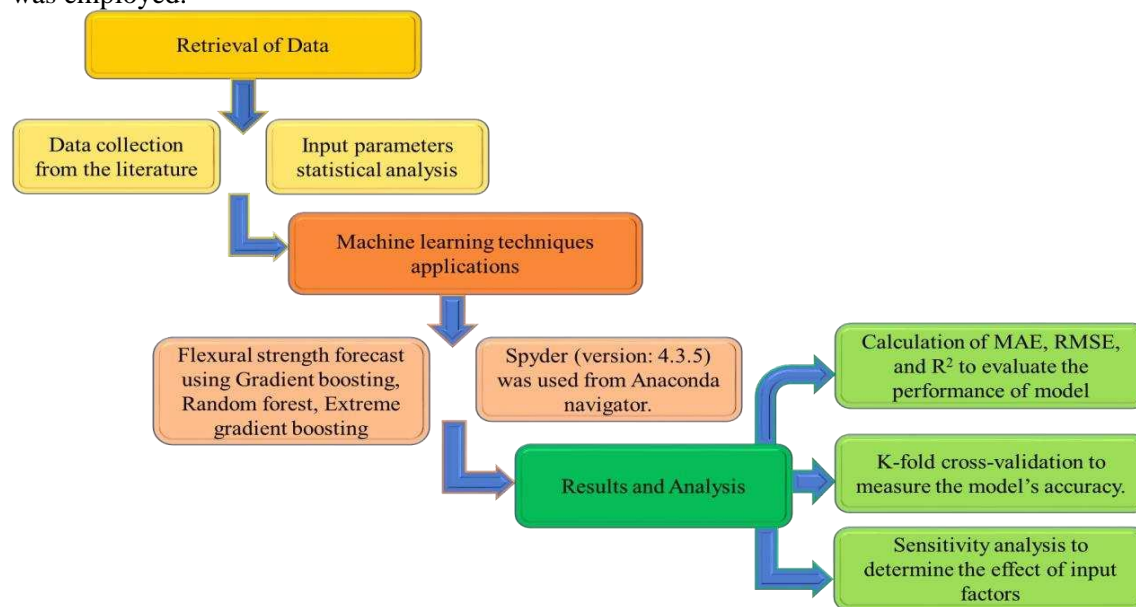 was employed.
Retrieval of Data
Data collection
from the literature
Input parameters
statistical analysis
Machine learning techniques
applications
Flexural strength forecast
using Gradient boosting,
Random forest, Extreme
gradient boosting
Spyder (version: 4.3.5)
was used from Anaconda
navigator.
Results and Analysis
Calculation of MAE, RMSE,
and R² to evaluate the
performance of model
K-fold cross-validation to
measure the model’s accuracy.
Sensitivity analysis to
determine the effect of input
factors